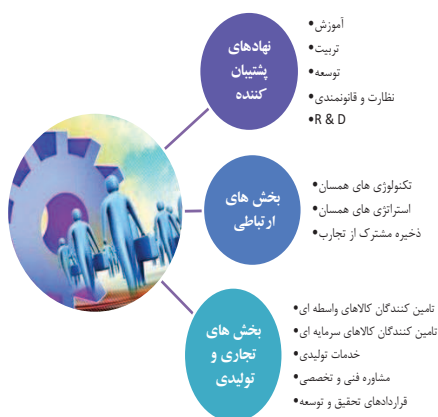 نهادهای
پشتیبان
کننده
•آموزش
•تربیت
•توسعه
•نظارت و قانونمندی
•R & D
بخش های
ارتباطی
•تکنولوژی های همسان
•استراتژی های همسان
•ذخیره مشترک از تجارب
بخش های
تجاری و
تولیدی
•تامین کنندگان کالاهای واسطه ای
•تامین کنندگان کالاهای سرمایه ای
•خدمات تولیدی
•مشاوره فنی و تخصصی
•قراردادهای تحقیق و توسعه